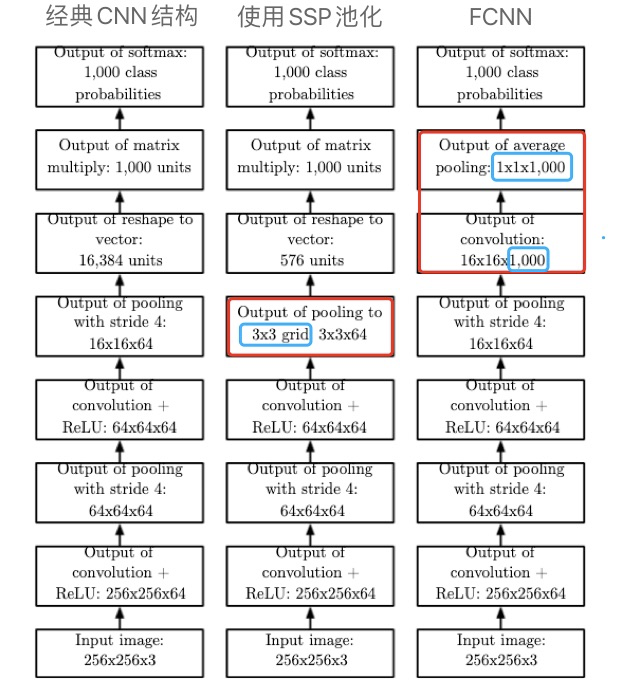 经典CNN结构
Output of softmax:
1,000 class
probabilities
Output of matrix
multiply: 1,000 units
Output of reshape to
vector:
16,384 units
Output of pooling
with stride 4:
16x16x64
Output of
convolution +
ReLU: 64x64x64
Output of pooling
with stride 4:
64x64x64
Output of
convolution +
ReLU: 256x256x64
Input image:
256x256x3
使用SSP池化
Output of softmax:
1,000 class
probabilities
Output of matrix
multiply: 1,000 units
Output of reshape to
vector:
576 units
Output of pooling to
3x3 grid 3x3x64
Output of
convolution +
ReLU: 64x64x64
Output of pooling
with stride 4:
64x64x64
Output of
convolution +
ReLU: 256x256x64
Input image:
256x256x3
FCNN
Output of softmax:
1,000 class
probabilities
Output of average
pooling: 1x1x1,000
Output of
convolution:
16x16x1,000
Output of pooling
with stride 4:
16x16x64
Output of
convolution +
ReLU: 64x64x64
Output of pooling
with stride 4:
64x64x64
Output of
convolution +
ReLU: 256x256x64
Input image:
256x256x3